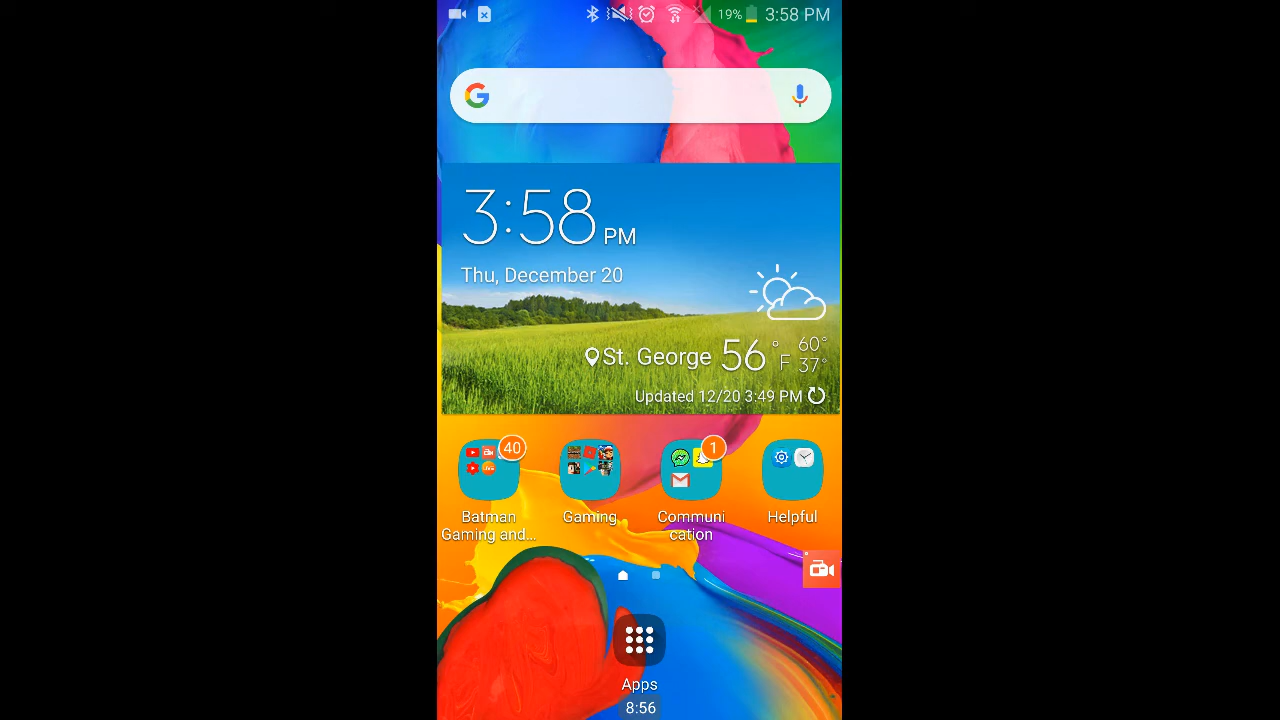 19% 3:58 PM
3:58 PM
Thu, December 20
St. George 56 °F 60° 37°
Updated 12/20 3:49 PM
40
1
Batman Gaming and...
Gaming
Communi
cation
Helpful
Apps
8:56